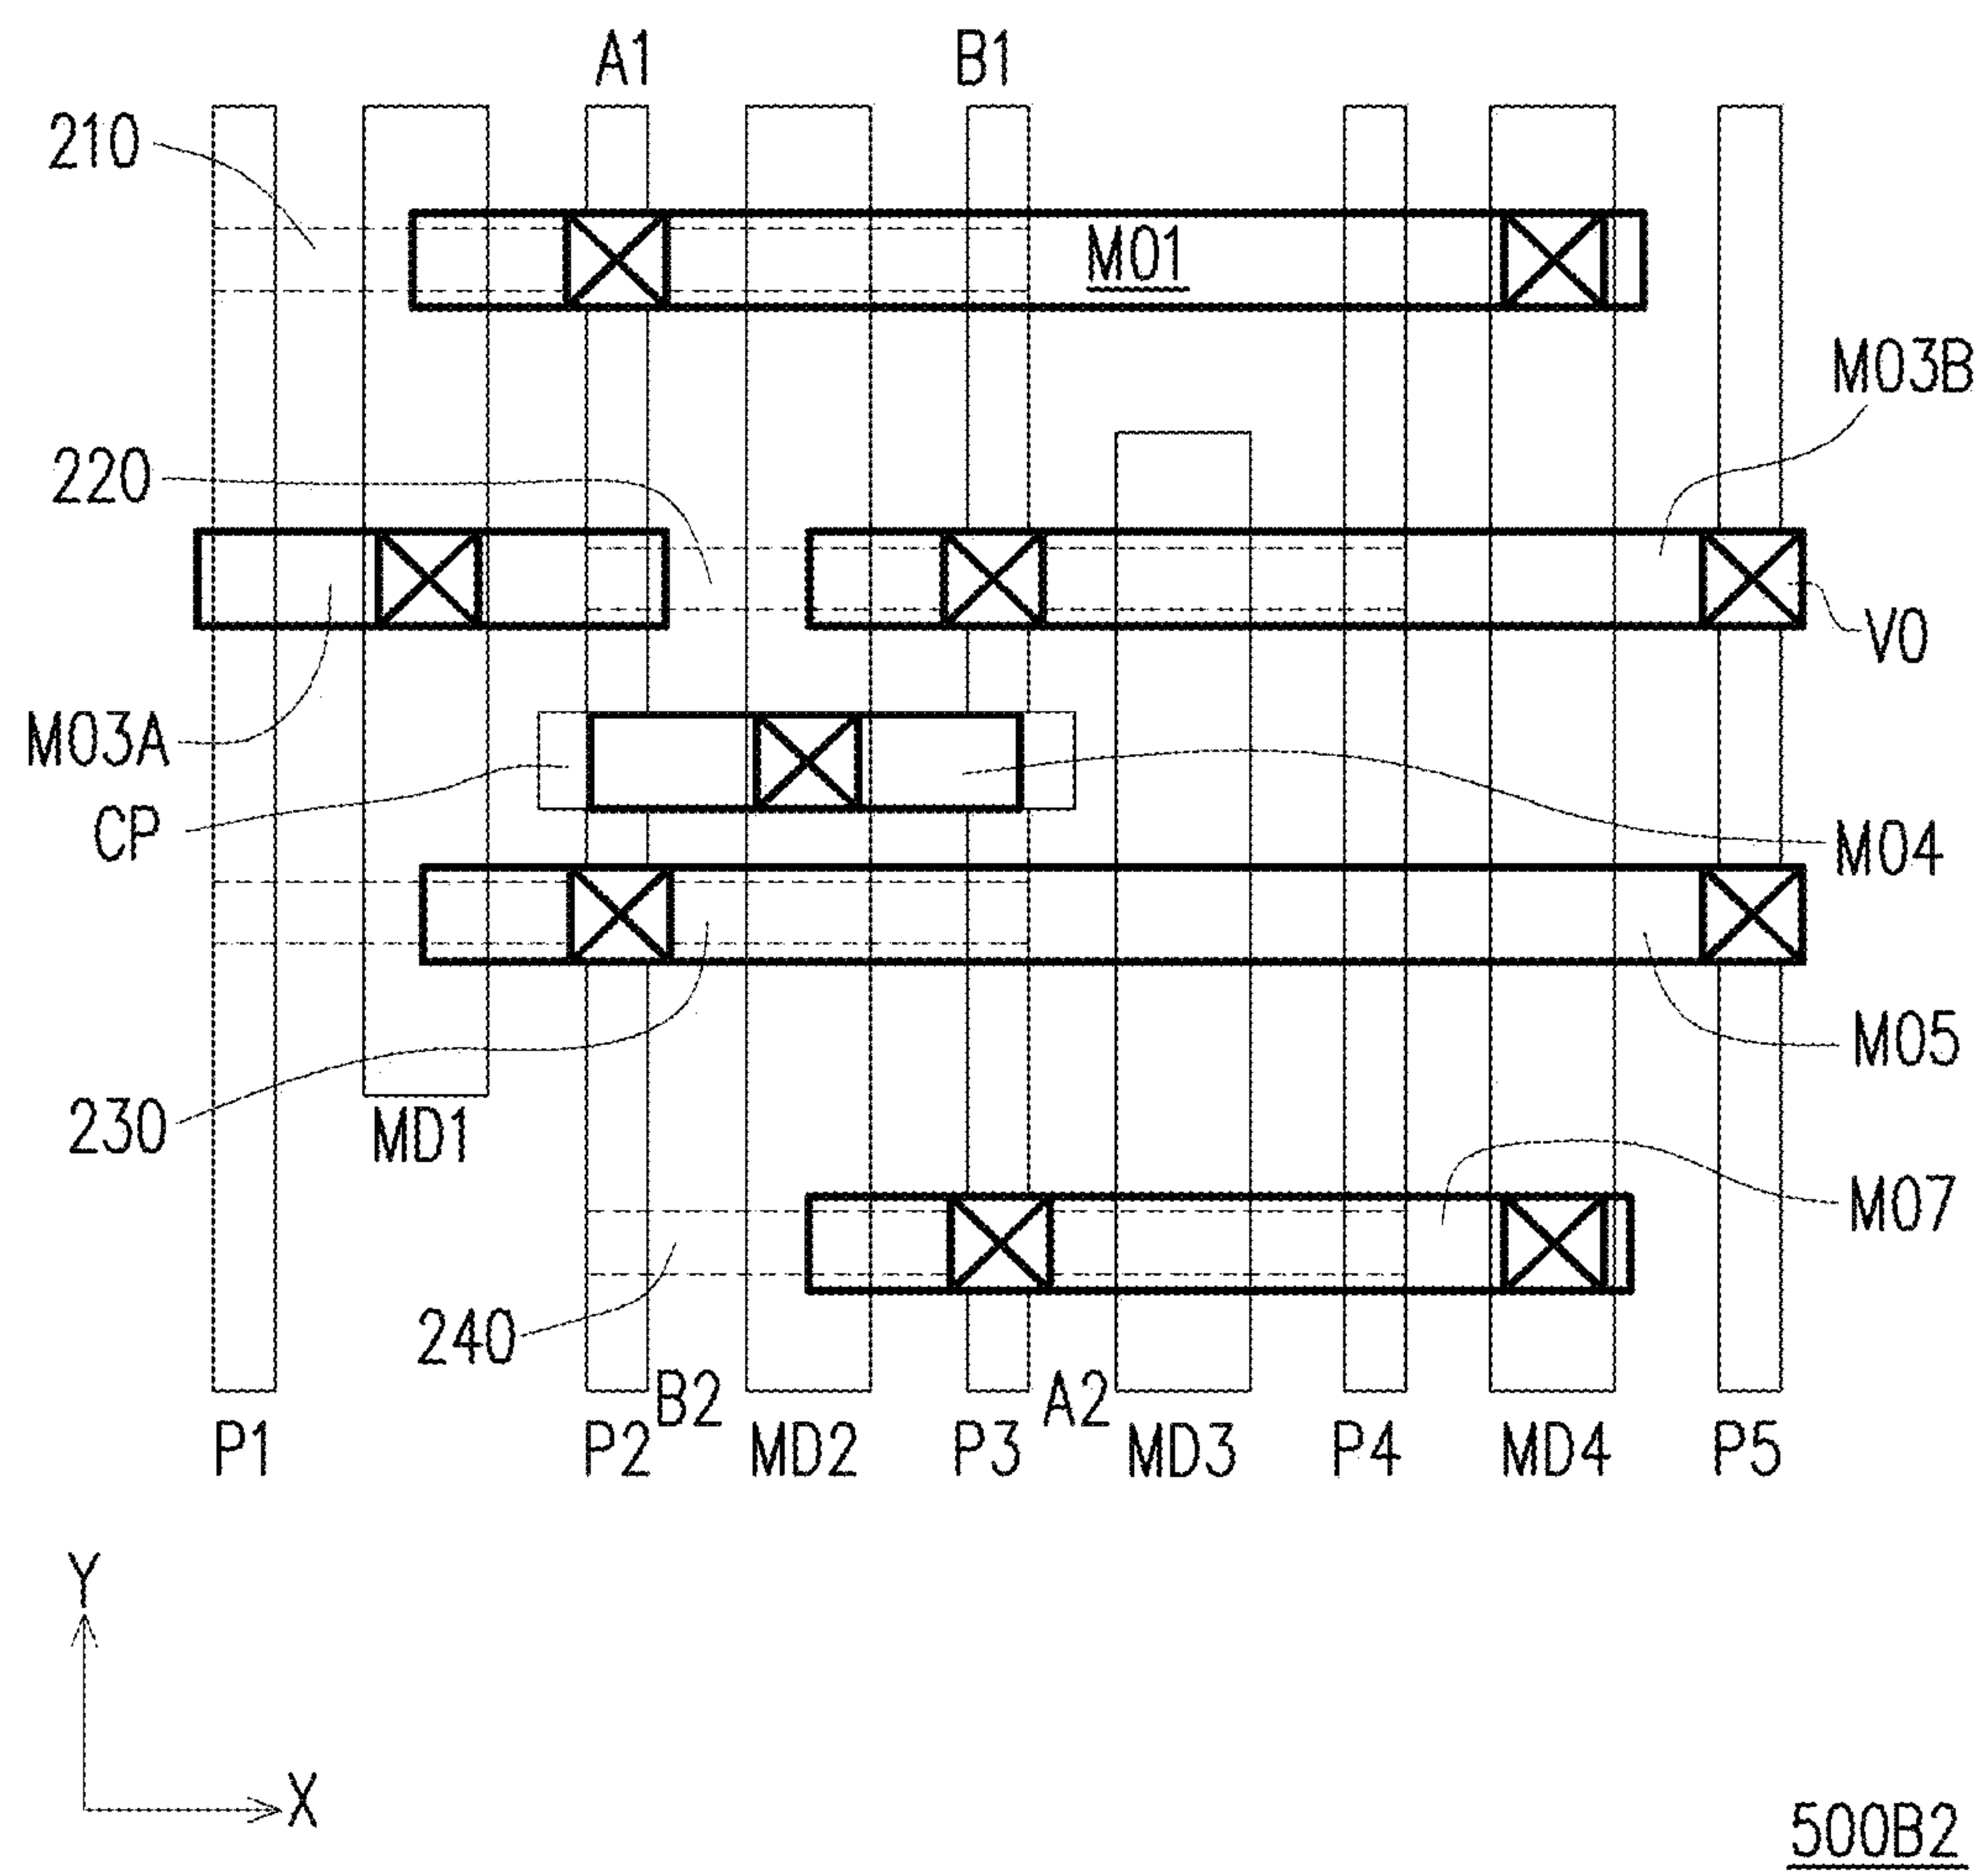 A1 B1
210
M01
M03B
220
V0
M03A
CP
M04
M05
230
MD1
M07
240
B2 A2
P1 P2 MD2 P3 MD3 P4 MD4 P5
Y
X
500B2